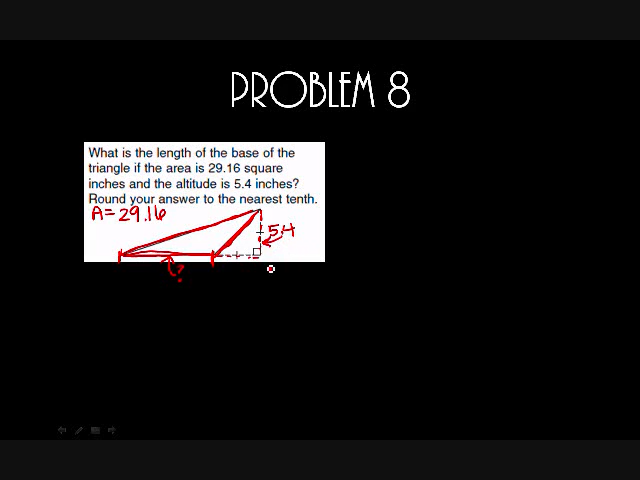 PROBLEM 8
What is the length of the base of the
triangle if the area is 29.16 square
inches and the altitude is 5.4 inches?
Round your answer to the nearest tenth.
A=29.16
5.4
?